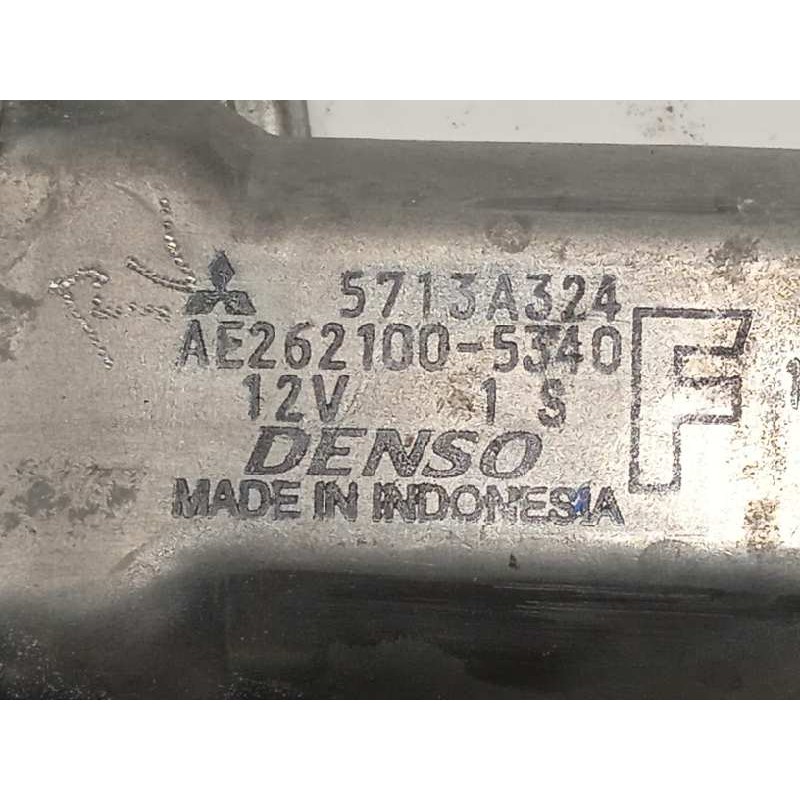 5713A324
AE262100-5340
12V 1 S
F
DENSO
MADE IN INDONESIA